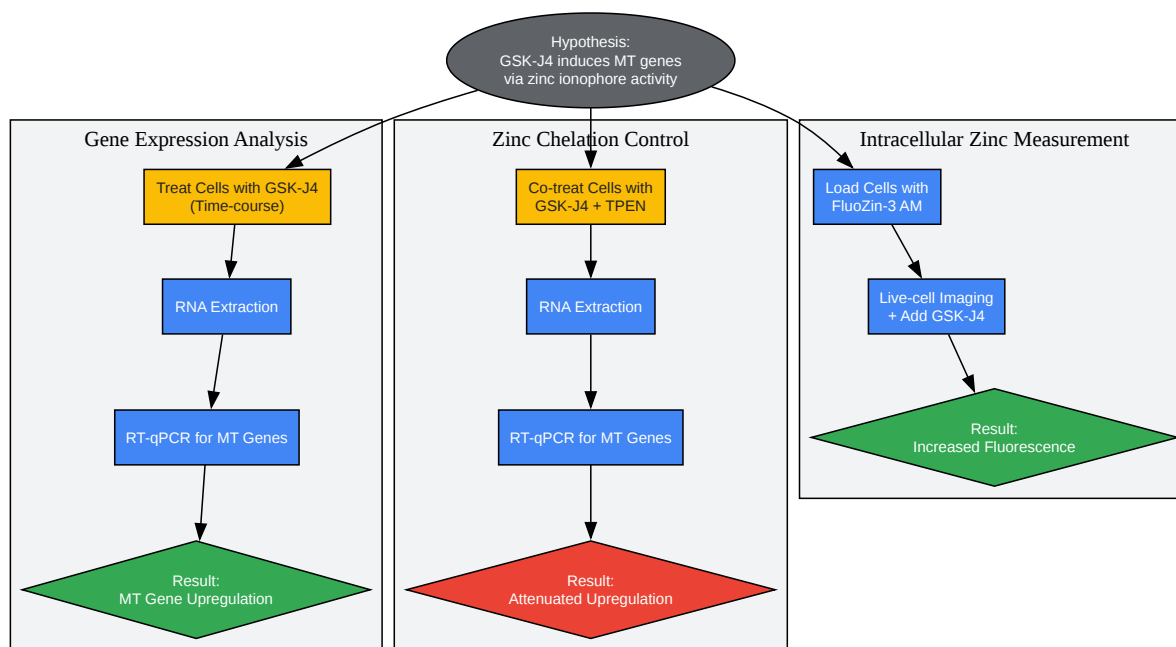 Hypothesis:
GSK-J4 induces MT genes
via zinc ionophore activity
Gene Expression Analysis
Treat Cells with GSK-J4
(Time-course)
RNA Extraction
RT-qPCR for MT Genes
Result:
MT Gene Upregulation
Zinc Chelation Control
Co-treat Cells with
GSK-J4 + TPEN
RNA Extraction
RT-qPCR for MT Genes
Result:
Attenuated Upregulation
Intracellular Zinc Measurement
Load Cells with
FluoZin-3 AM
Live-cell Imaging
+ Add GSK-J4
Result:
Increased Fluorescence